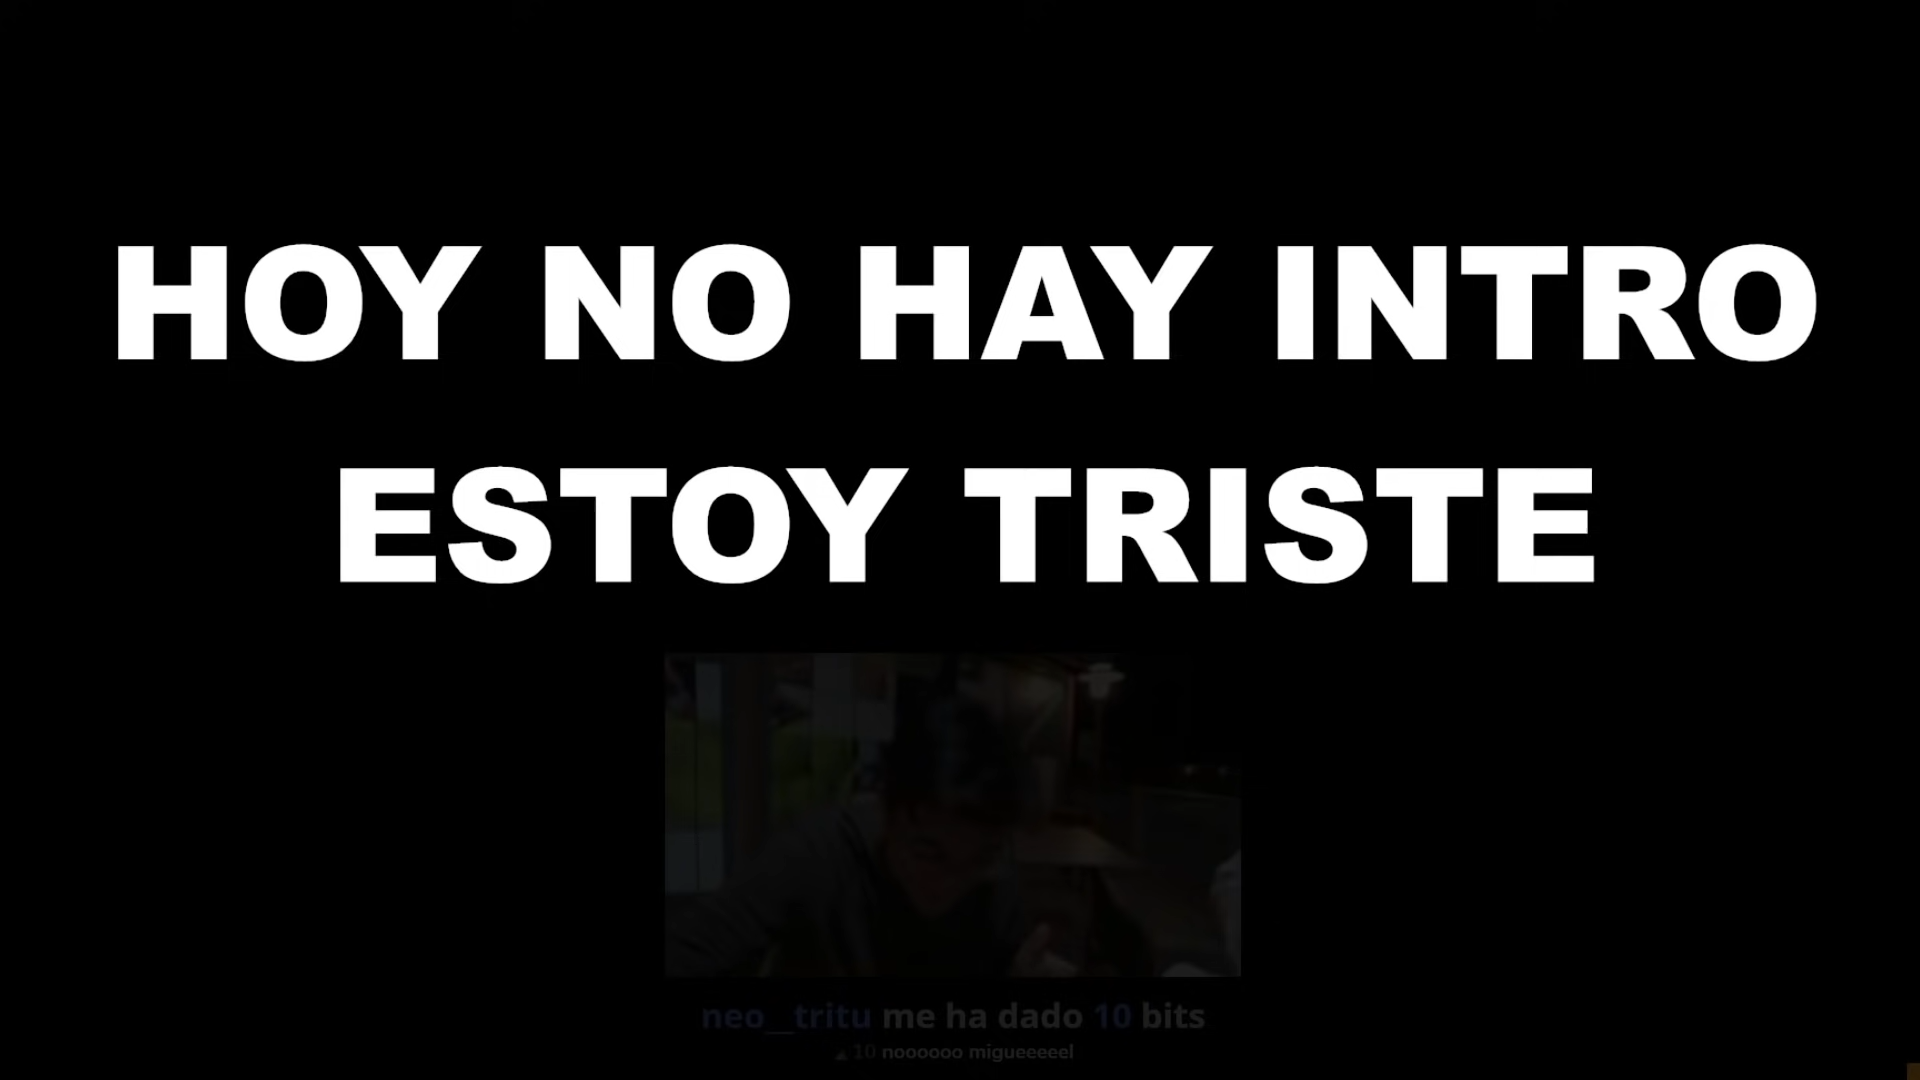 HOY NO HAY INTRO
ESTOY TRISTE
neo__tritu me ha dado 10 bits
10 noooooo migueeeeel